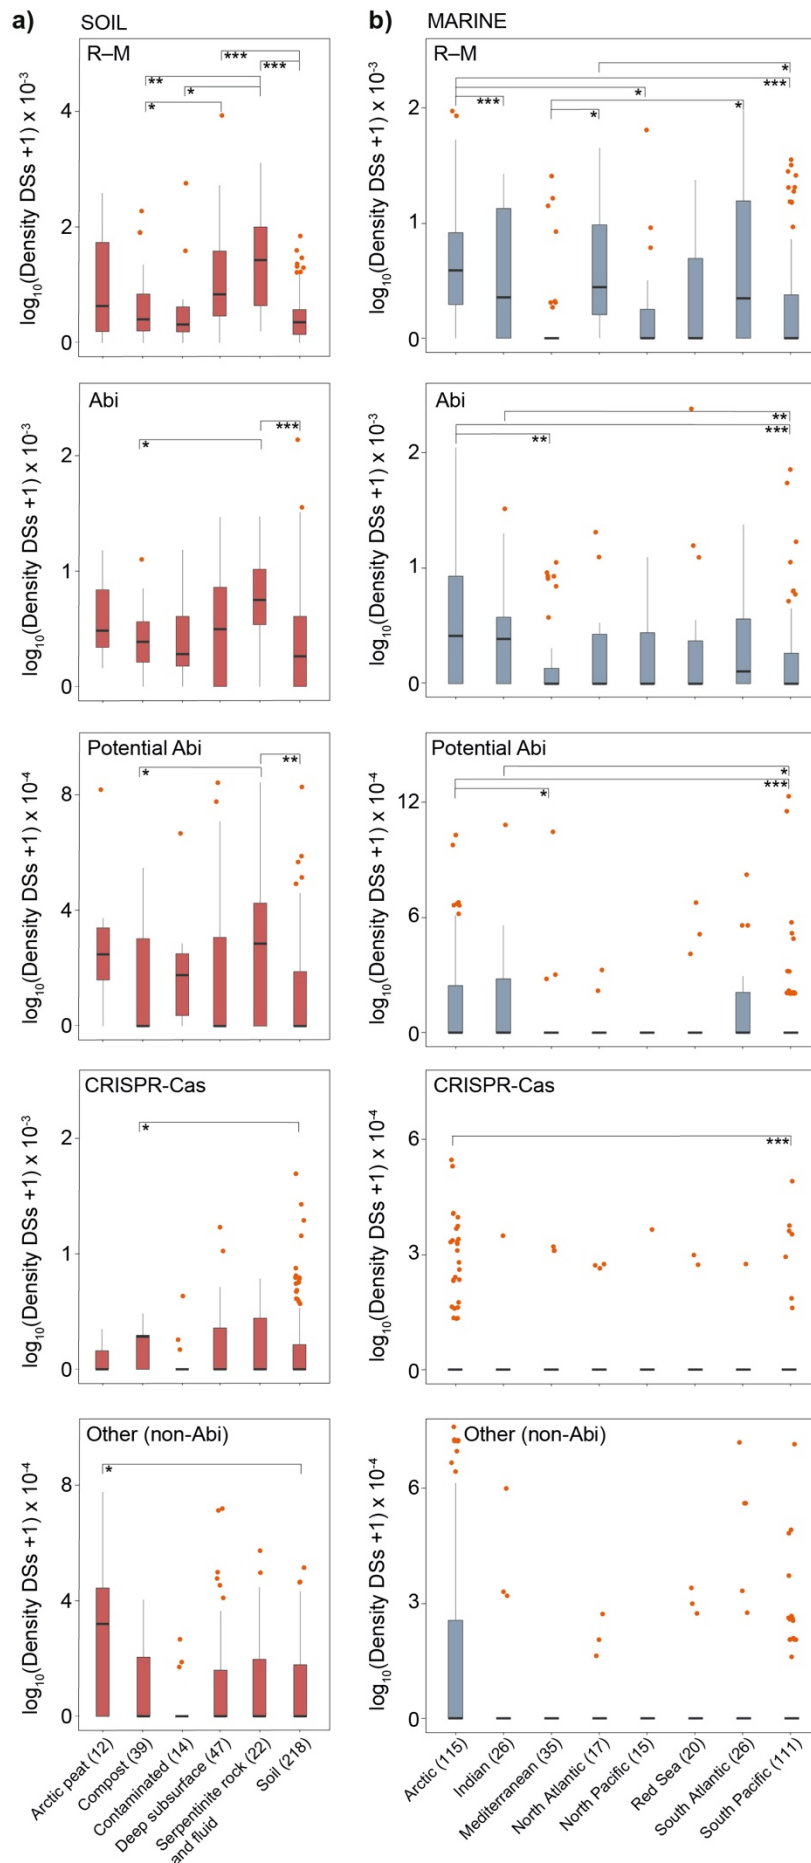 a)
SOIL
R–M
*** 
** ***
* 
*
log10(Density DSs +1) x 10-3
4
2
0
Abi
***
*
log10(Density DSs +1) x 10-3
2
1
0
Potential Abi
**
*
log10(Density DSs +1) x 10-4
8
4
0
CRISPR-Cas
*
log10(Density DSs +1) x 10-3
2
1
0
Other (non-Abi)
*
log10(Density DSs +1) x 10-4
8
4
0
Arctic peat (12)
Compost (39)
Contaminated (14)
Deep subsurface (47)
Serpentinite rock (22)
and fluid
Soil (218)
b)
MARINE
R–M
*
***
*
*** * *
log10(Density DSs +1) x 10-3
2
1
0
Abi
**
***
**
log10(Density DSs +1) x 10-3
2
1
0
Potential Abi
*
***
*
log10(Density DSs +1) x 10-4
12
6
0
CRISPR-Cas
***
log10(Density DSs +1) x 10-4
6
3
0
Other (non-Abi)
log10(Density DSs +1) x 10-4
6
3
0
Arctic (115)
Indian (26)
Mediterranean (35)
North Atlantic (17)
North Pacific (15)
Red Sea (20)
South Atlantic (26)
South Pacific (111)